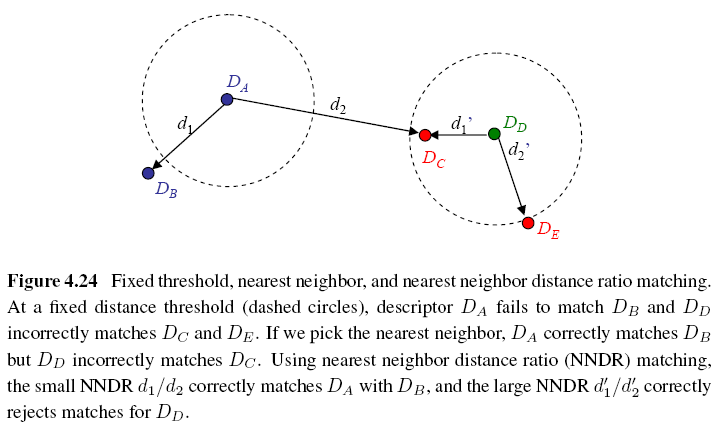 D_A
d_2
d_1
d_1’
D_D
D_C
d_2’
D_B
D_E
Figure 4.24 Fixed threshold, nearest neighbor, and nearest neighbor distance ratio matching.
At a fixed distance threshold (dashed circles), descriptor D_A fails to match D_B and D_D
incorrectly matches D_C and D_E. If we pick the nearest neighbor, D_A correctly matches D_B
but D_D incorrectly matches D_C. Using nearest neighbor distance ratio (NNDR) matching,
the small NNDR d_1/d_2 correctly matches D_A with D_B, and the large NNDR d′_1/d′_2 correctly
rejects matches for D_D.